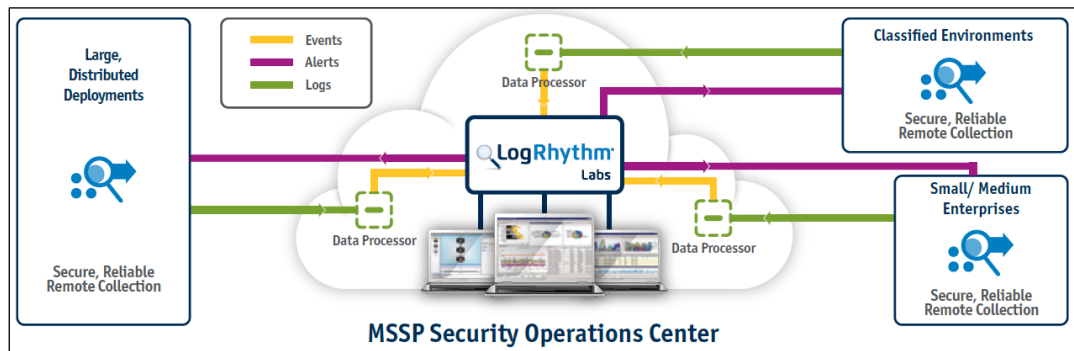 Large,
Distributed
Deployments
Secure, Reliable
Remote Collection
Events
Alerts
Logs
Data Processor
LogRhythm
Labs
Data Processor
Data Processor
MSSP Security Operations Center
Classified Environments
Secure, Reliable
Remote Collection
Small/ Medium
Enterprises
Secure, Reliable
Remote Collection